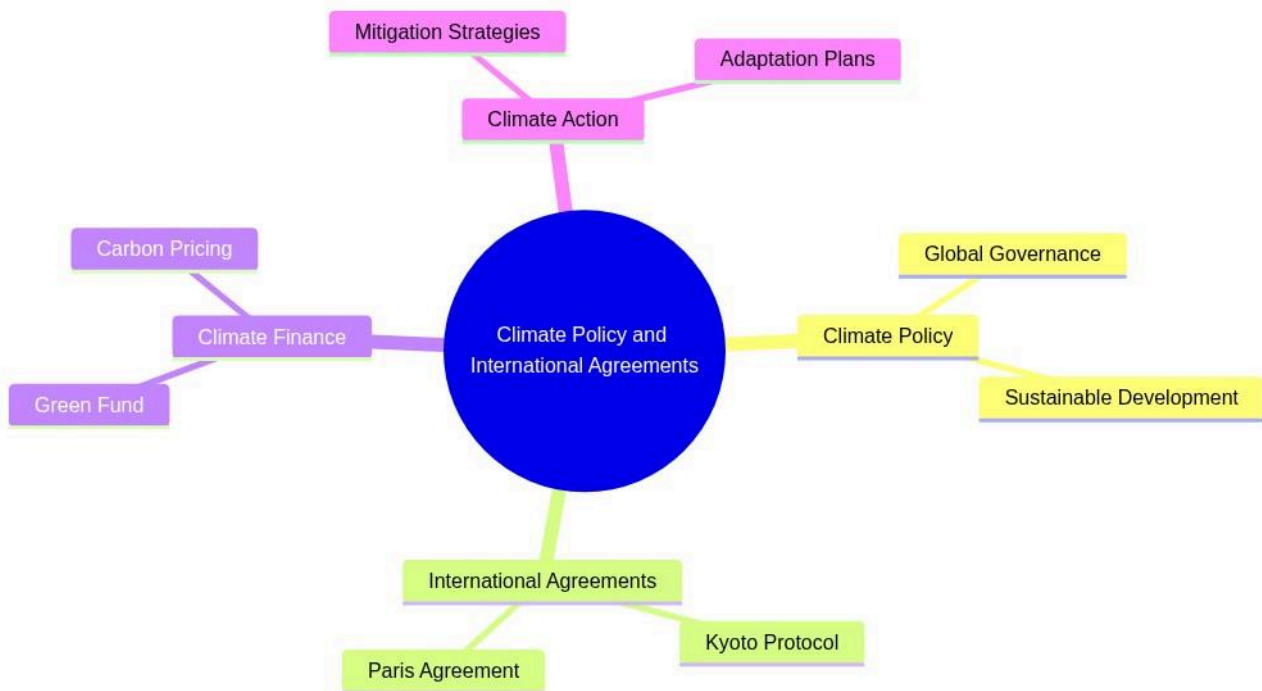 Mitigation Strategies
Adaptation Plans
Climate Action
Carbon Pricing
Global Governance
Climate Finance
Climate Policy and
International Agreements
Climate Policy
Green Fund
Sustainable Development
International Agreements
Kyoto Protocol
Paris Agreement